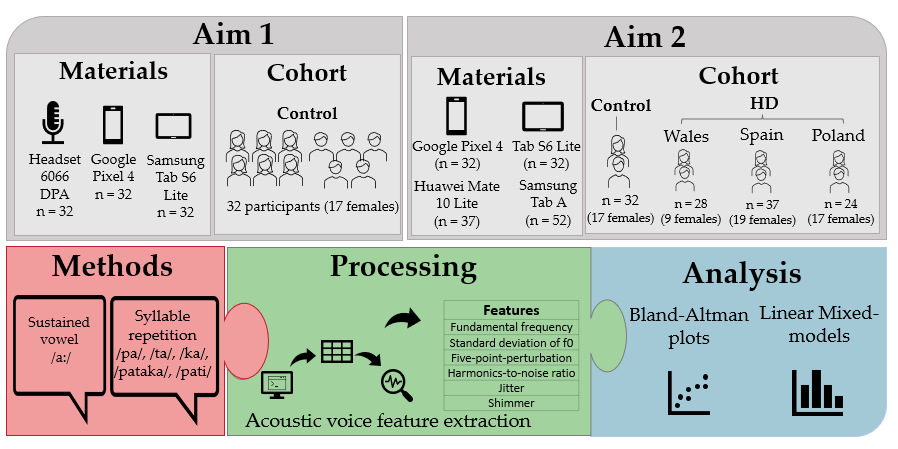 Aim 1
Materials
Headset
6066
DPA
n = 32
Google
Pixel 4
n = 32
Samsung
Tab S6
Lite
n = 32
Cohort
Control
32 participants (17 females)
Aim 2
Materials
Google Pixel 4
(n = 32)
Tab S6 Lite
(n = 32)
Huawei Mate
10 Lite
(n = 37)
Samsung
Tab A
(n = 52)
Cohort
Control
n = 32
(17 females)
HD
Wales
n = 28
(9 females)
Spain
n = 37
(19 females)
Poland
n = 24
(17 females)
Methods
Sustained
vowel
/a:/
Syllable
repetition
/pa/, /ta/, /ka/,
/pataka/, /pati/
Processing
Features
Fundamental frequency
Standard deviation of f0
Five-point-perturbation
Harmonics-to-noise ratio
Jitter
Shimmer
Acoustic voice feature extraction
Analysis
Bland-Altman
plots
Linear Mixed-
models